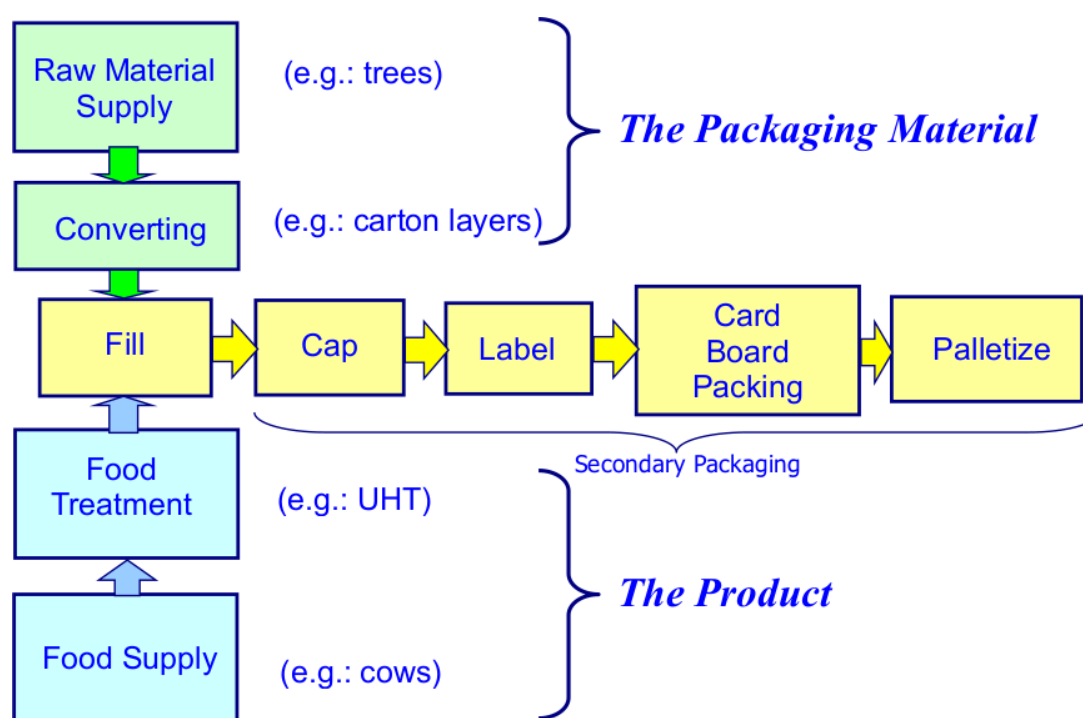 Raw Material
Supply
(e.g.: trees)
The Packaging Material
Converting
(e.g.: carton layers)
Fill
Cap
Label
Card
Board
Packing
Palletize
Secondary Packaging
Food
Treatment
(e.g.: UHT)
The Product
Food Supply
(e.g.: cows)